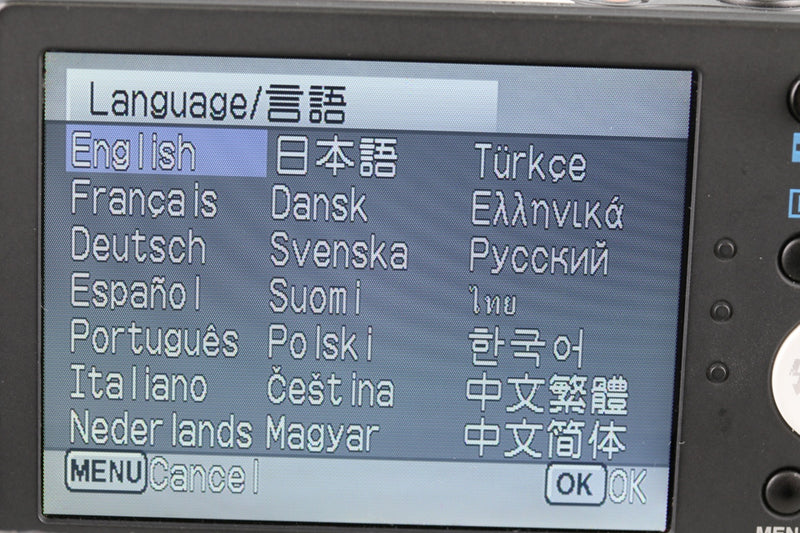 Language/言語
English 日本語 Türkçe
Français Dansk Ελληνικά
Deutsch Svenska Русский
Español Suomi ไทย
Português Polski 한국어
Italiano Čeština 中文繁體
Nederlands Magyar 中文简体
MENU Cancel OK OK
MEN